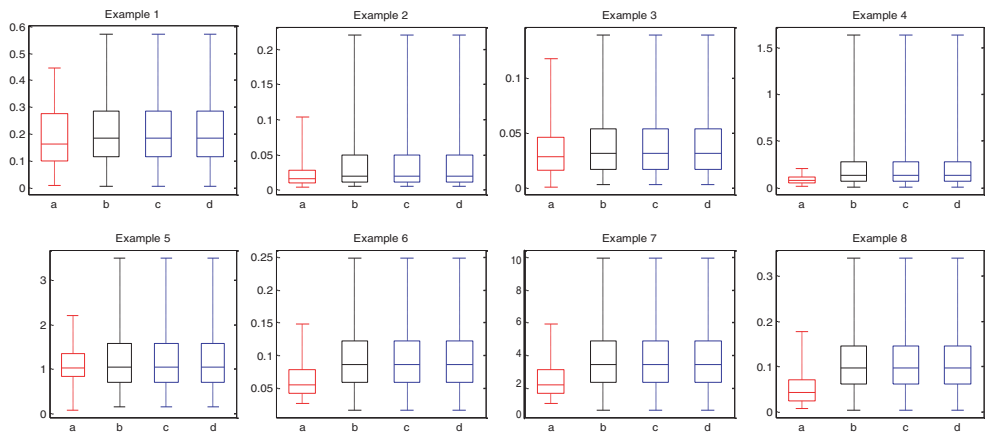 Example 1
0.6
0.5
0.4
0.3
0.2
0.1
0
a b c d
Example 2
0.2
0.15
0.1
0.05
0
a b c d
Example 3
0.1
0.05
0
a b c d
Example 4
1.5
1
0.5
0
a b c d
Example 5
3
2
1
0
a b c d
Example 6
0.25
0.2
0.15
0.1
0.05
a b c d
Example 7
10
8
6
4
2
0
a b c d
Example 8
0.3
0.2
0.1
0
a b c d